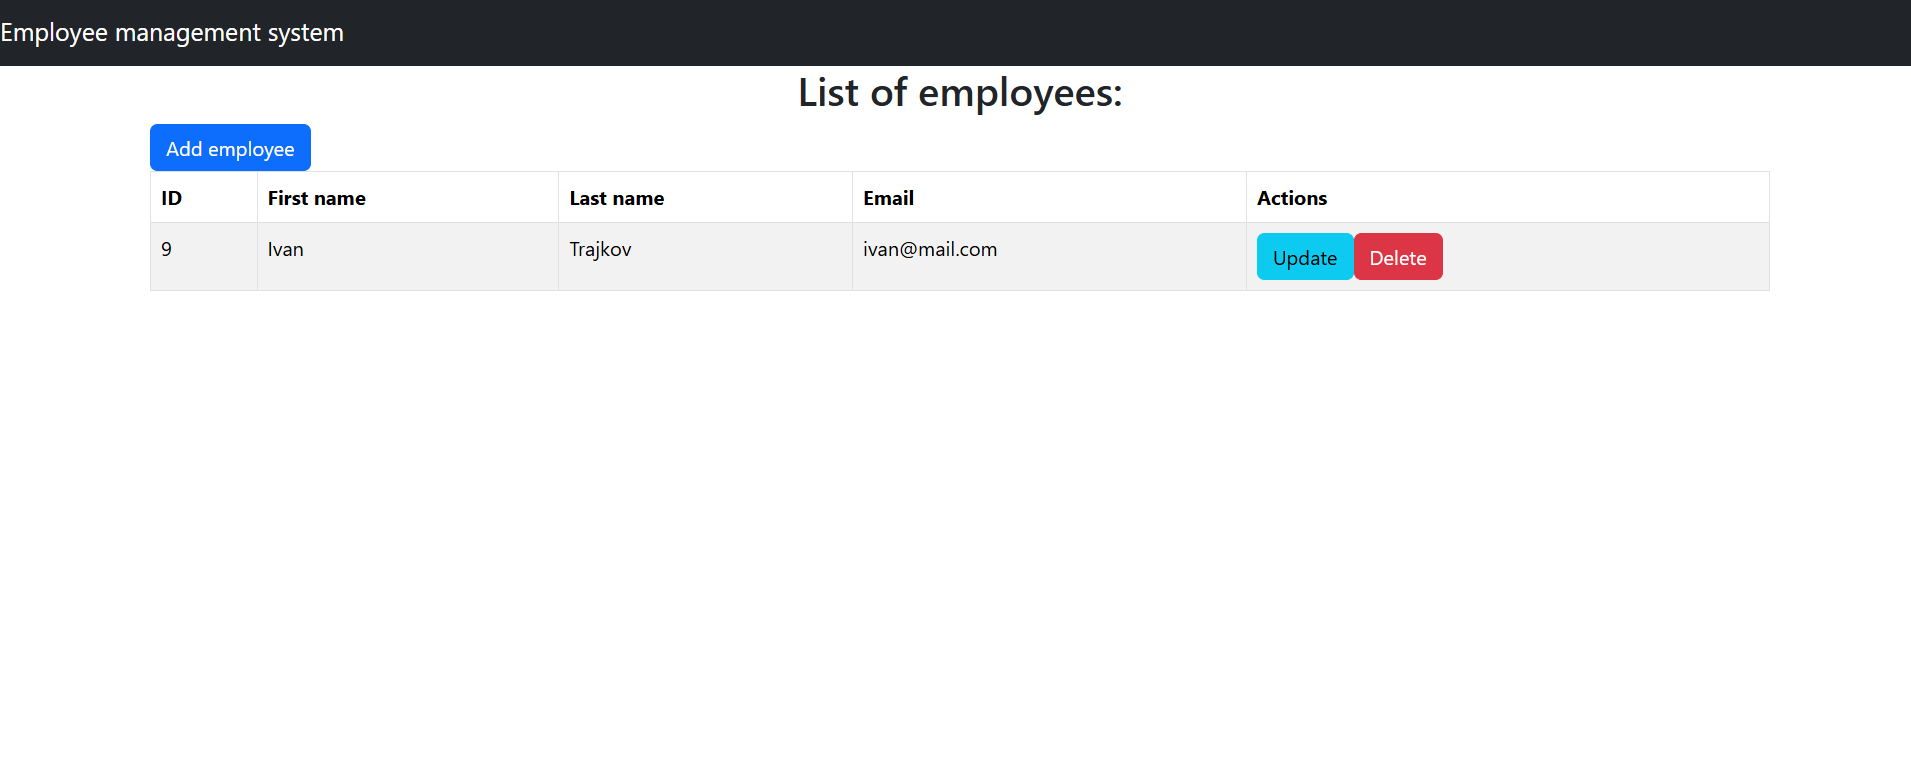 Employee management system
List of employees:
Add employee
ID First name Last name Email Actions
9 Ivan Trajkov ivan@mail.com Update Delete